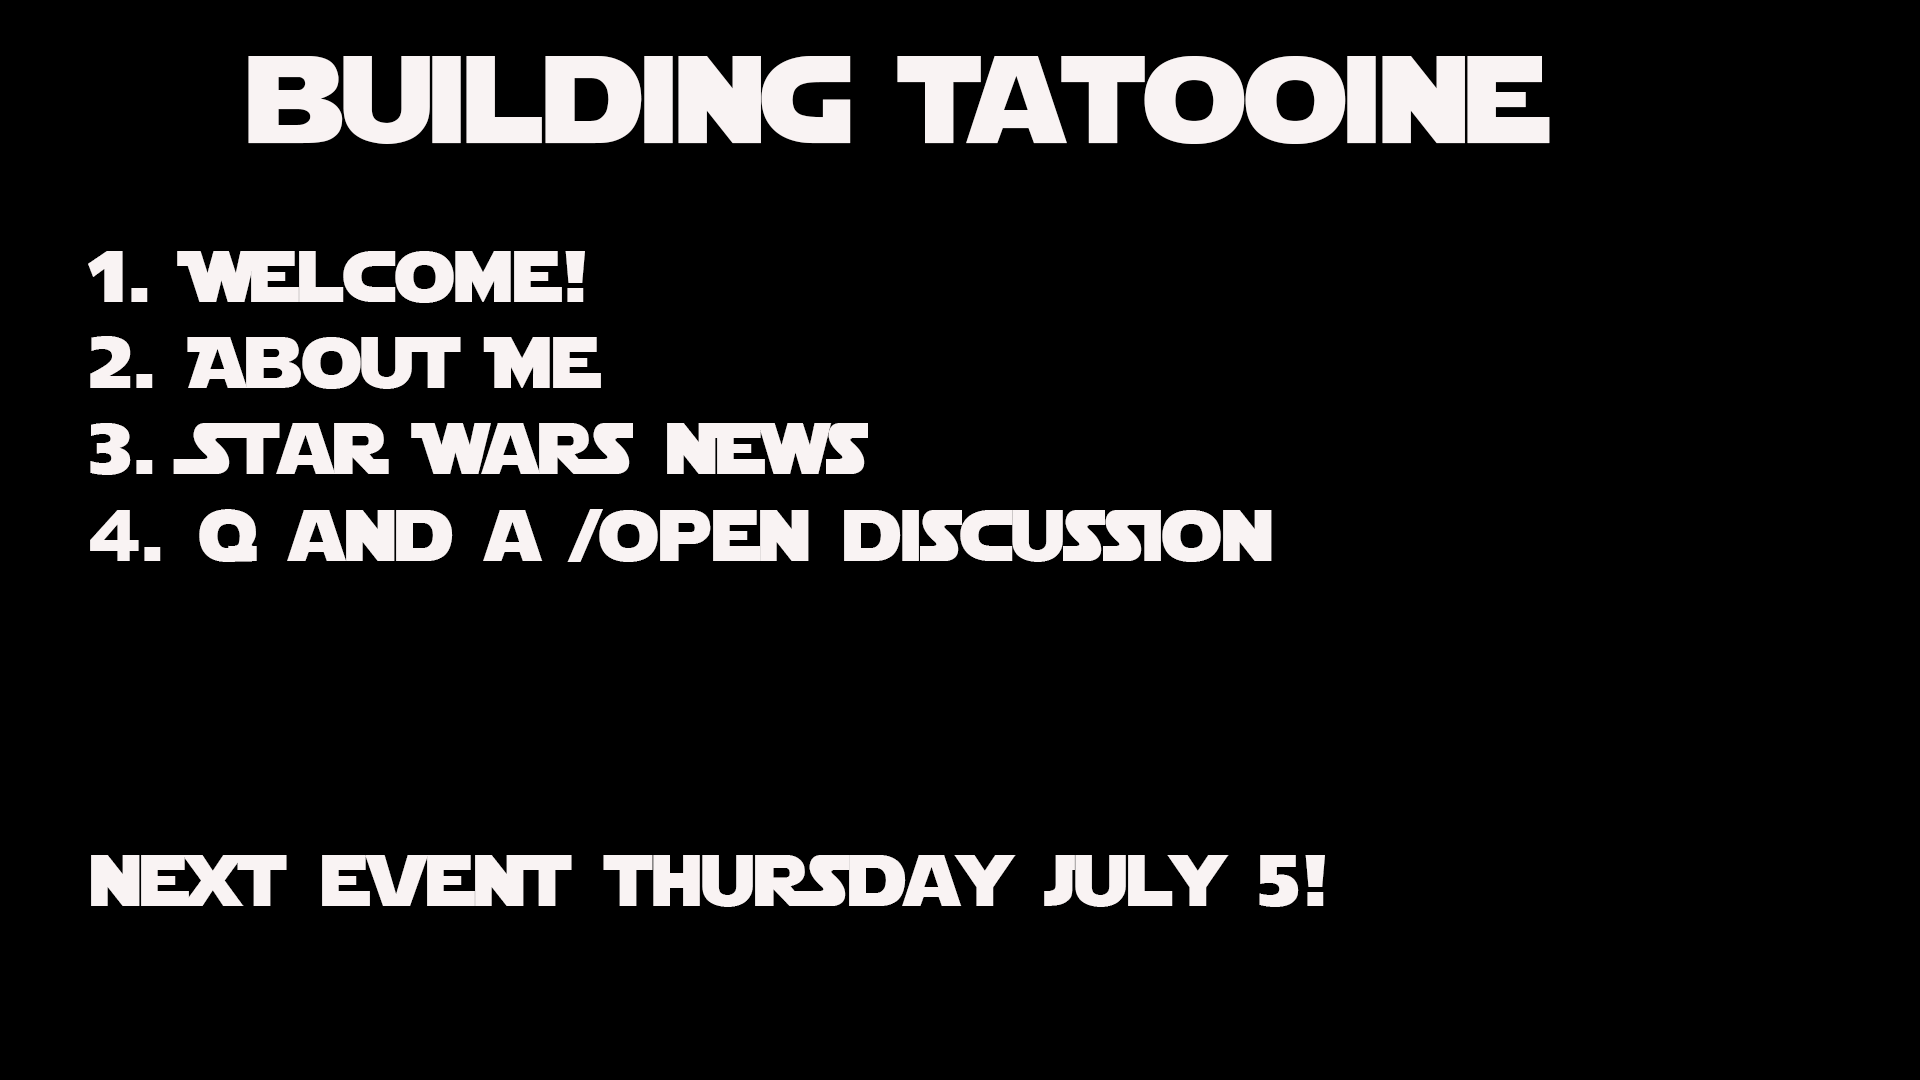 BUILDING TATOOINE
1. WELCOME!
2. ABOUT ME
3. STAR WARS NEWS
4. Q AND A /OPEN DISCUSSION
NEXT EVENT THURSDAY JULY 5!